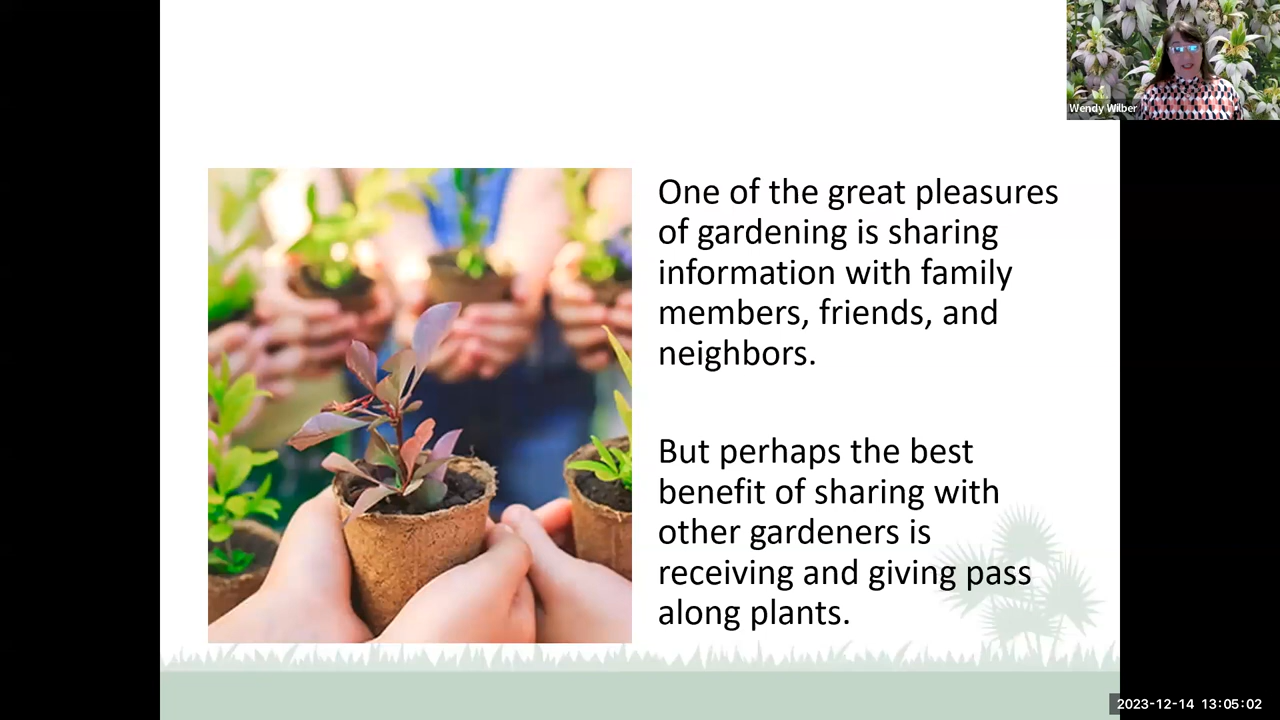 Wendy Wilber
One of the great pleasures
of gardening is sharing
information with family
members, friends, and
neighbors.
But perhaps the best
benefit of sharing with
other gardeners is
receiving and giving pass
along plants.
2023-12-14 13:05:02